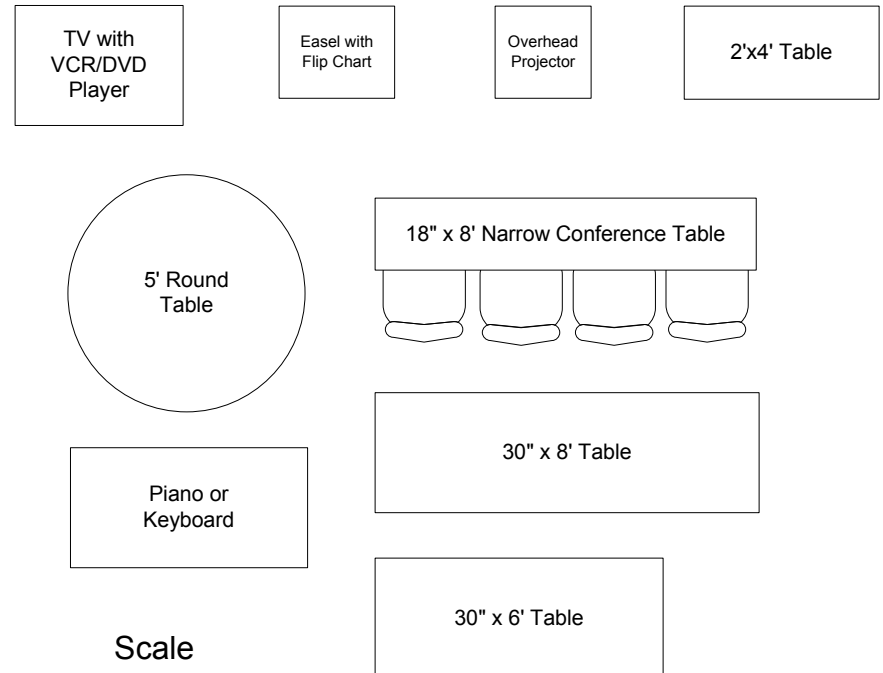 TV with
VCR/DVD
Player
Easel with
Flip Chart
Overhead
Projector
2'x4' Table
18" x 8' Narrow Conference Table
5' Round
Table
30" x 8' Table
Piano or
Keyboard
30" x 6' Table
Scale